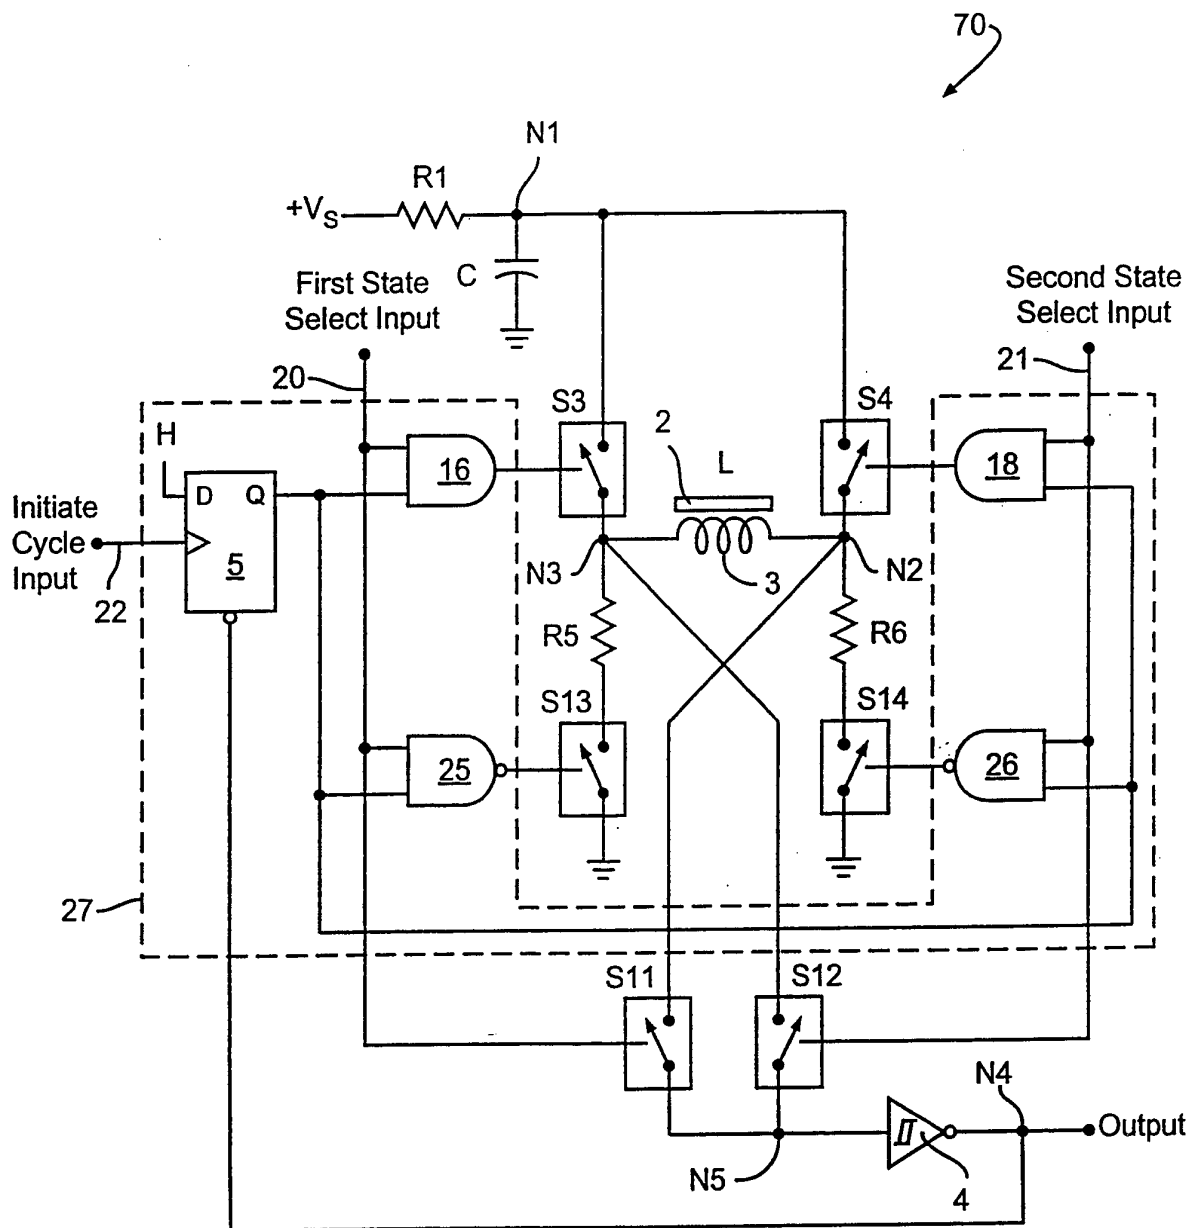 70
N1
R1
+VS
C
First State
Select Input
Second State
Select Input
20
21
S3
S4
H
2
L
D
Q
16
18
Initiate
Cycle
Input
5
22
N3
3
N2
R5
R6
S13
S14
25
26
27
S11
S12
N4
Output
N5
4